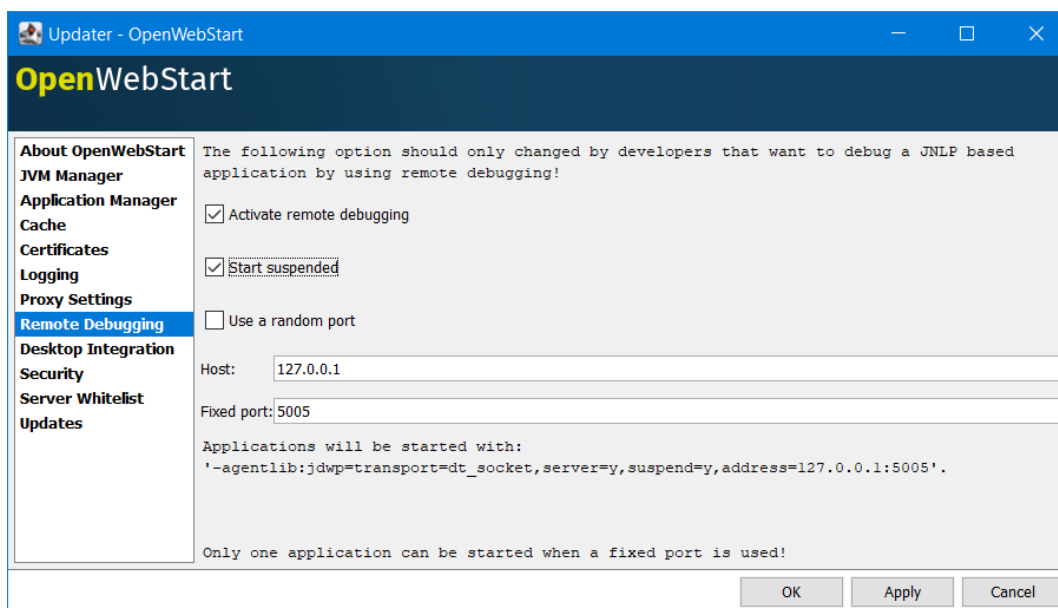 Updater - OpenWebStart
OpenWebStart
About OpenWebStart
JVM Manager
Application Manager
Cache
Certificates
Logging
Proxy Settings
Remote Debugging
Desktop Integration
Security
Server Whitelist
Updates
The following option should only changed by developers that want to debug a JNLP based
application by using remote debugging!
Activate remote debugging
Start suspended
Use a random port
Host: 127.0.0.1
Fixed port: 5005
Applications will be started with:
'-agentlib:jdwp=transport=dt_socket,server=y,suspend=y,address=127.0.0.1:5005'.
Only one application can be started when a fixed port is used!
OK Apply Cancel